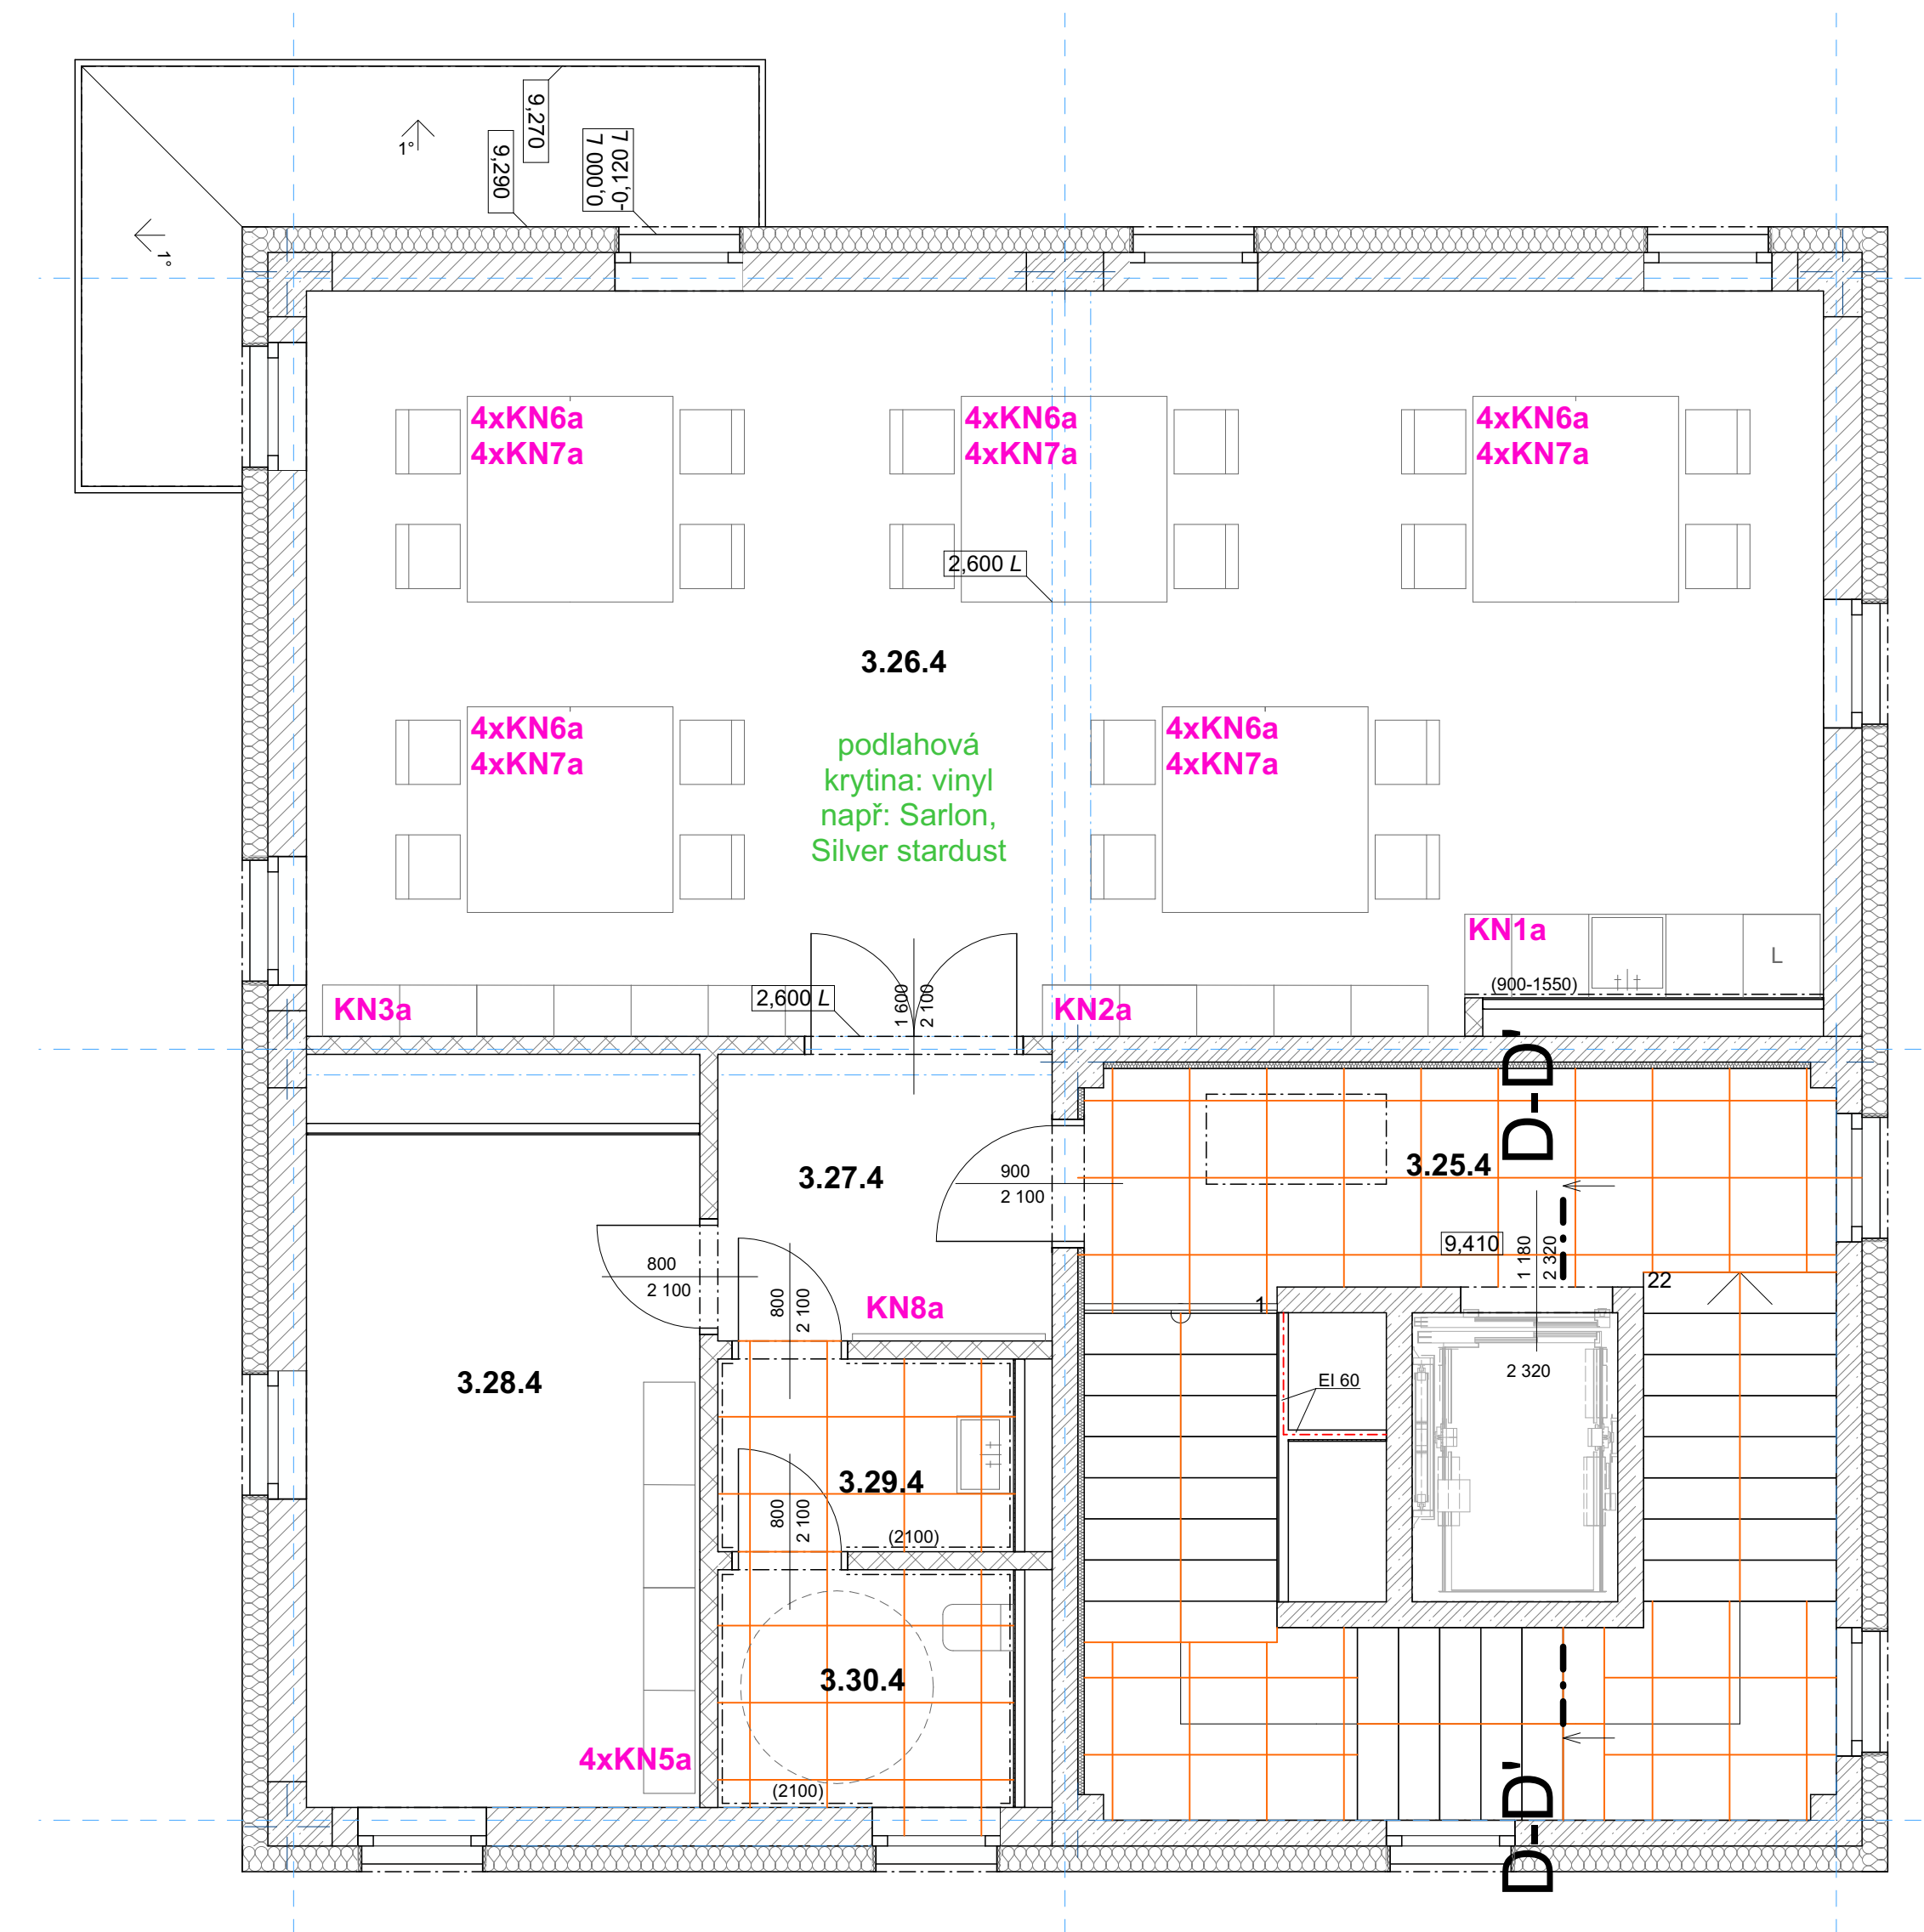 9,270
9,290
0,000 L
-0,120 L
1°
1°
4xKN6a
4xKN7a
4xKN6a
4xKN7a
4xKN6a
4xKN7a
2,600 L
3.26.4
4xKN6a
4xKN7a
podlahová
krytina: vinyl
např: Sarlon,
Silver stardust
4xKN6a
4xKN7a
KN1a
L
(900-1550)
KN3a
2,600 L
1 600
2 100
KN2a
D-D'
3.27.4
900
2 100
3.25.4
9,410
1 180
2 320
22
800
2 100
800
2 100
KN8a
1
EI 60
2 320
3.28.4
3.29.4
800
2 100
(2100)
3.30.4
4xKN5a
(2100)
D-D'